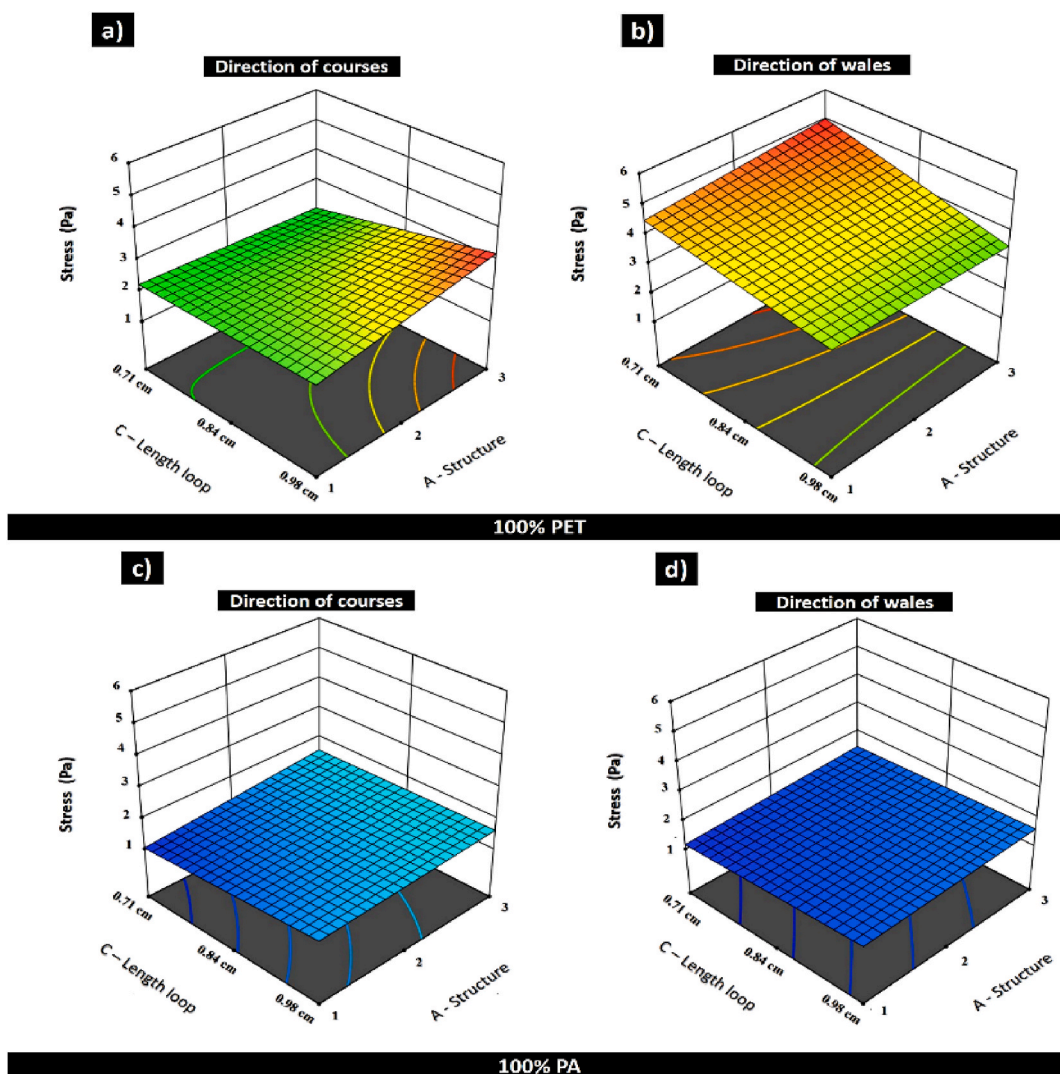 a)
Direction of courses
6
5
4
3
2
1
Stress (Pa)
0.71 cm
0.84 cm
0.98 cm
C – Length loop
1
2
3
A - Structure
b)
Direction of wales
6
5
4
3
2
1
Stress (Pa)
0.71 cm
0.84 cm
0.98 cm
C – Length loop
1
2
3
A - Structure
100% PET
c)
Direction of courses
6
5
4
3
2
1
Stress (Pa)
0.71 cm
0.84 cm
0.98 cm
C – Length loop
1
2
3
A - Structure
d)
Direction of wales
6
5
4
3
2
1
Stress (Pa)
0.71 cm
0.84 cm
0.98 cm
C – Length loop
1
2
3
A - Structure
100% PA